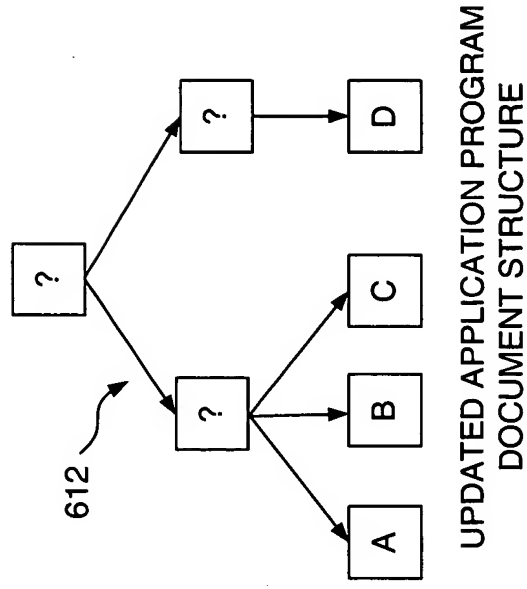 ?
612
? ?
A B C D
UPDATED APPLICATION PROGRAM
DOCUMENT STRUCTURE